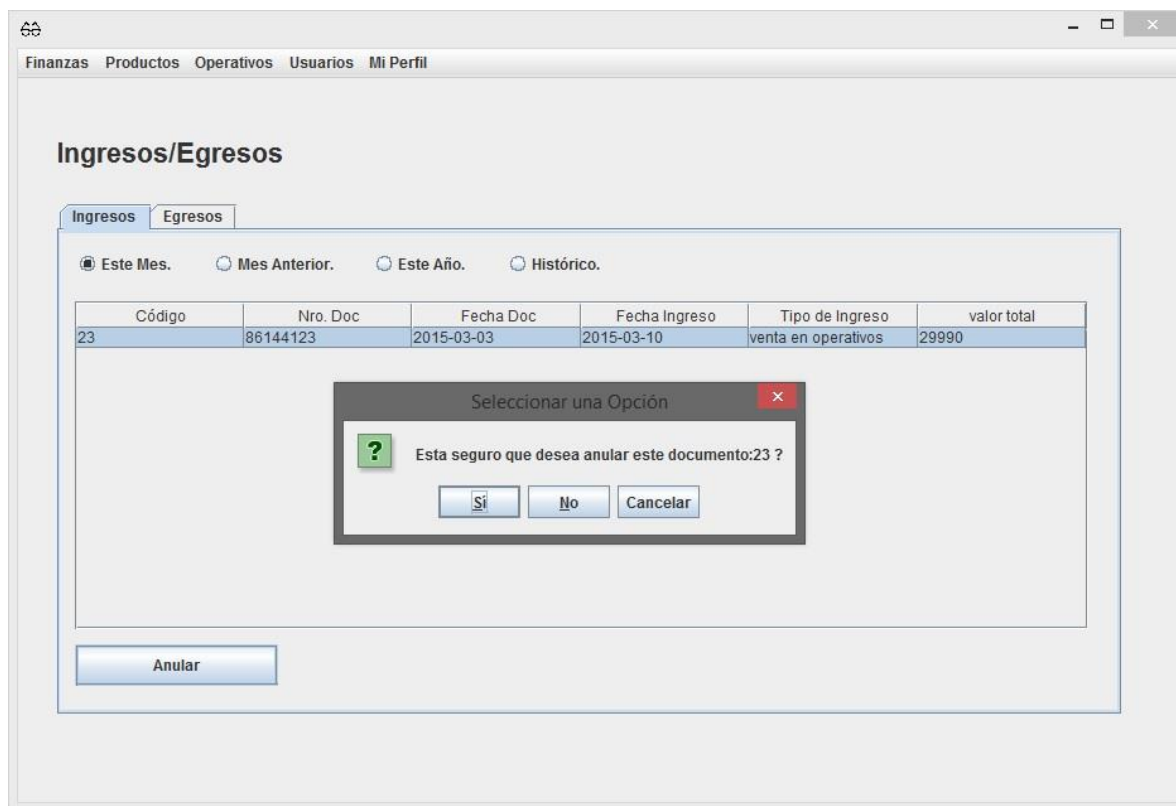 Finanzas Productos Operativos Usuarios Mi Perfil
Ingresos/Egresos
Ingresos Egresos
Este Mes. Mes Anterior. Este Año. Histórico.
Código Nro. Doc Fecha Doc Fecha Ingreso Tipo de Ingreso valor total
23 86144123 2015-03-03 2015-03-10 venta en operativos 29990
Seleccionar una Opción
? Esta seguro que desea anular este documento:23 ?
Sí No Cancelar
Anular